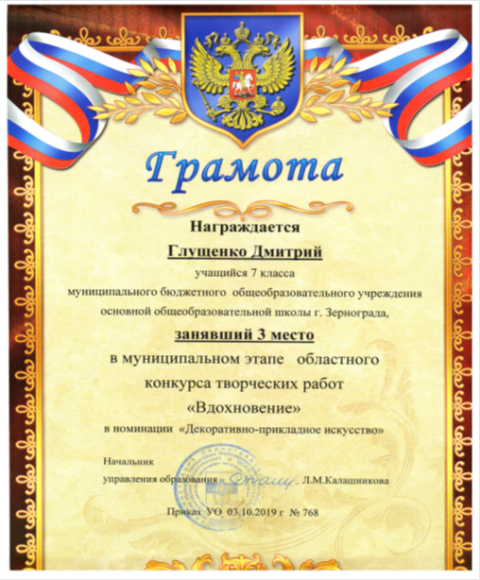 Грамота
Награждается
Глущенко Дмитрий
учащийся 7 класса
муниципального бюджетного общеобразовательного учреждения
основной общеобразовательной школы г. Зернограда,
занявший 3 место
в муниципальном этапе областного
конкурса творческих работ
«Вдохновение»
в номинации «Декоративно-прикладное искусство»
Начальник
управления образования Л.М.Калашникова
Приказ УО 03.10.2019 г № 768